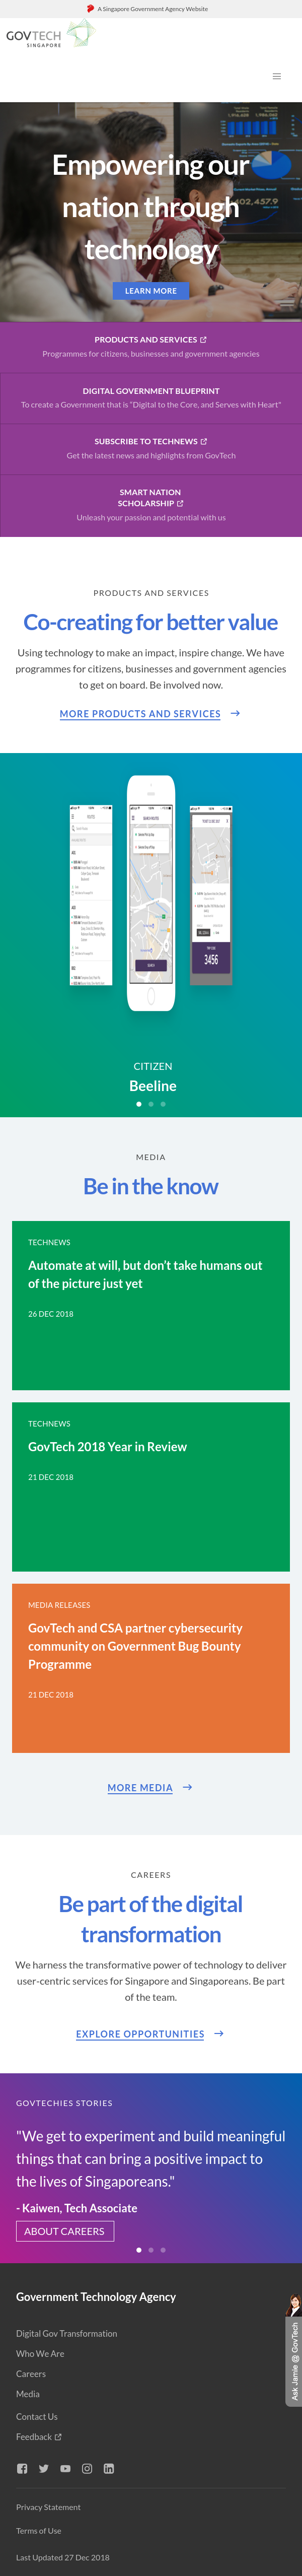 A Singapore Government Agency Website
GOVTECH
SINGAPORE
Empowering our
nation through
technology
LEARN MORE
PRODUCTS AND SERVICES
Programmes for citizens, businesses and government agencies
DIGITAL GOVERNMENT BLUEPRINT
To create a Government that is "Digital to the Core, and Serves with Heart"
SUBSCRIBE TO TECHNEWS
Get the latest news and highlights from GovTech
SMART NATION
SCHOLARSHIP
Unleash your passion and potential with us
PRODUCTS AND SERVICES
Co-creating for better value
Using technology to make an impact, inspire change. We have
programmes for citizens, businesses and government agencies
to get on board. Be involved now.
MORE PRODUCTS AND SERVICES
3456
CITIZEN
Beeline
MEDIA
Be in the know
TECHNEWS
Automate at will, but don't take humans out
of the picture just yet
26 DEC 2018
TECHNEWS
GovTech 2018 Year in Review
21 DEC 2018
MEDIA RELEASES
GovTech and CSA partner cybersecurity
community on Government Bug Bounty
Programme
21 DEC 2018
MORE MEDIA
CAREERS
Be part of the digital
transformation
We harness the transformative power of technology to deliver
user-centric services for Singapore and Singaporeans. Be part
of the team.
EXPLORE OPPORTUNITIES
GOVTECHIES STORIES
"We get to experiment and build meaningful
things that can bring a positive impact to
the lives of Singaporeans."
- Kaiwen, Tech Associate
ABOUT CAREERS
Government Technology Agency
Digital Gov Transformation
Who We Are
Careers
Media
Contact Us
Feedback
Ask Jamie @ GovTech
Privacy Statement
Terms of Use
Last Updated 27 Dec 2018